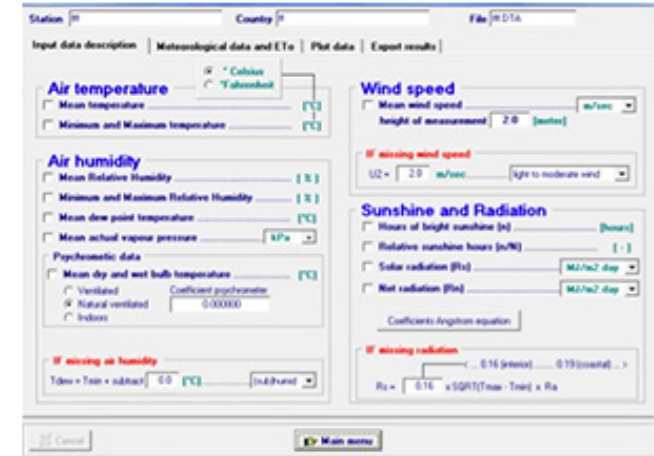 Station #
Country #
File #.DTA
Input data description
Meteorological data and ETo
Plot data
Export results
Air temperature
° Celsius
°Fahrenheit
Mean temperature [°C]
Minimum and Maximum temperature [°C]
Air humidity
Mean Relative Humidity [ % ]
Minimum and Maximum Relative Humidity [ % ]
Mean dew point temperature [°C]
Mean actual vapour pressure kPa
Psychrometic data
Mean dry and wet bulb temperature [°C]
Ventilated
Natural ventilated
Indoors
Coefficient psychrometer
0.000000
IF missing air humidity
Tdew = Tmin + subtract 0.0 [°C]
Wind speed
Mean wind speed m/sec
height of measurement 2.0 [meter]
IF missing wind speed
U2 = 2.0 m/sec light to moderate wind
Sunshine and Radiation
Hours of bright sunshine (n) [hours]
Relative sunshine hours (n/N) [ - ]
Solar radiation (Rs) MJ/m2 day
Net radiation (Rn) MJ/m2 day
Coefficients Angstrom equation
IF missing radiation
< ... 0.16 (interior) ....... 0.19 (coastal) ... >
Rs = 0.16 x SQRT(Tmax - Tmin) x Ra
Cancel
Main menu